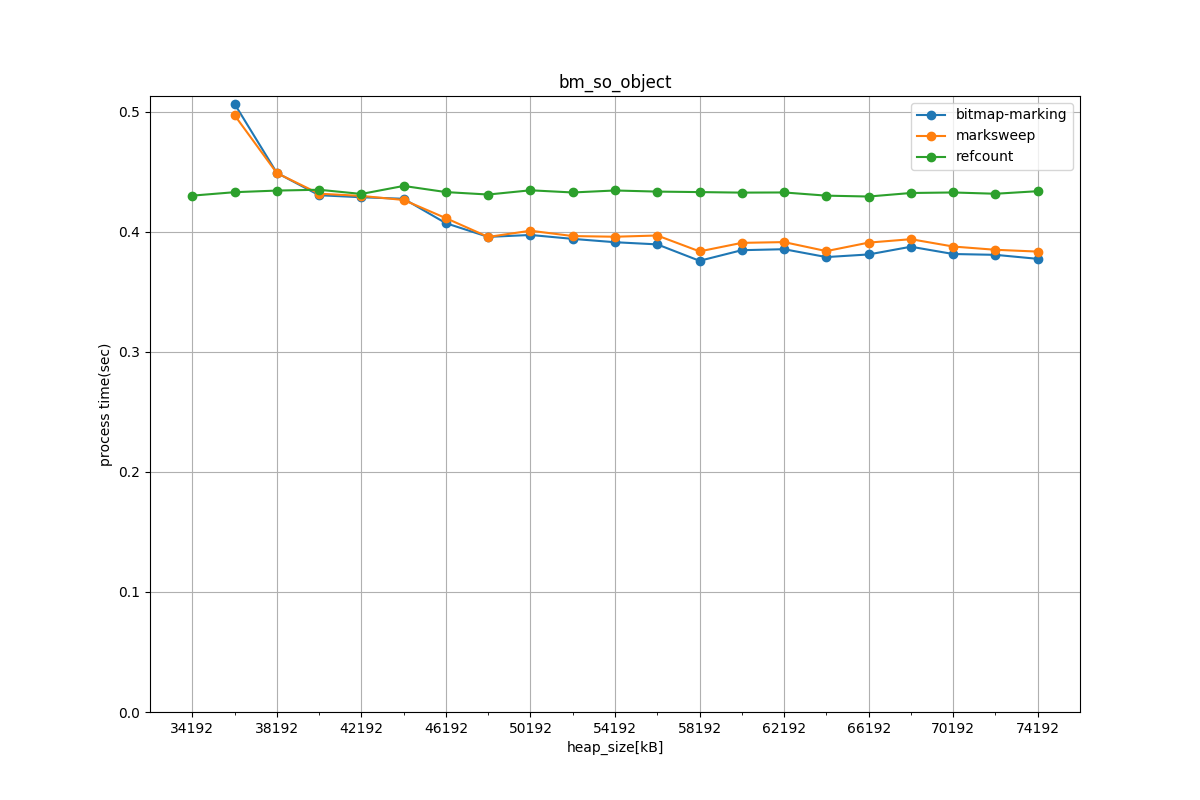 bm_so_object
bitmap-marking
marksweep
refcount
process time(sec)
0.5
0.4
0.3
0.2
0.1
0.0
34192 38192 42192 46192 50192 54192 58192 62192 66192 70192 74192
heap_size[kB]